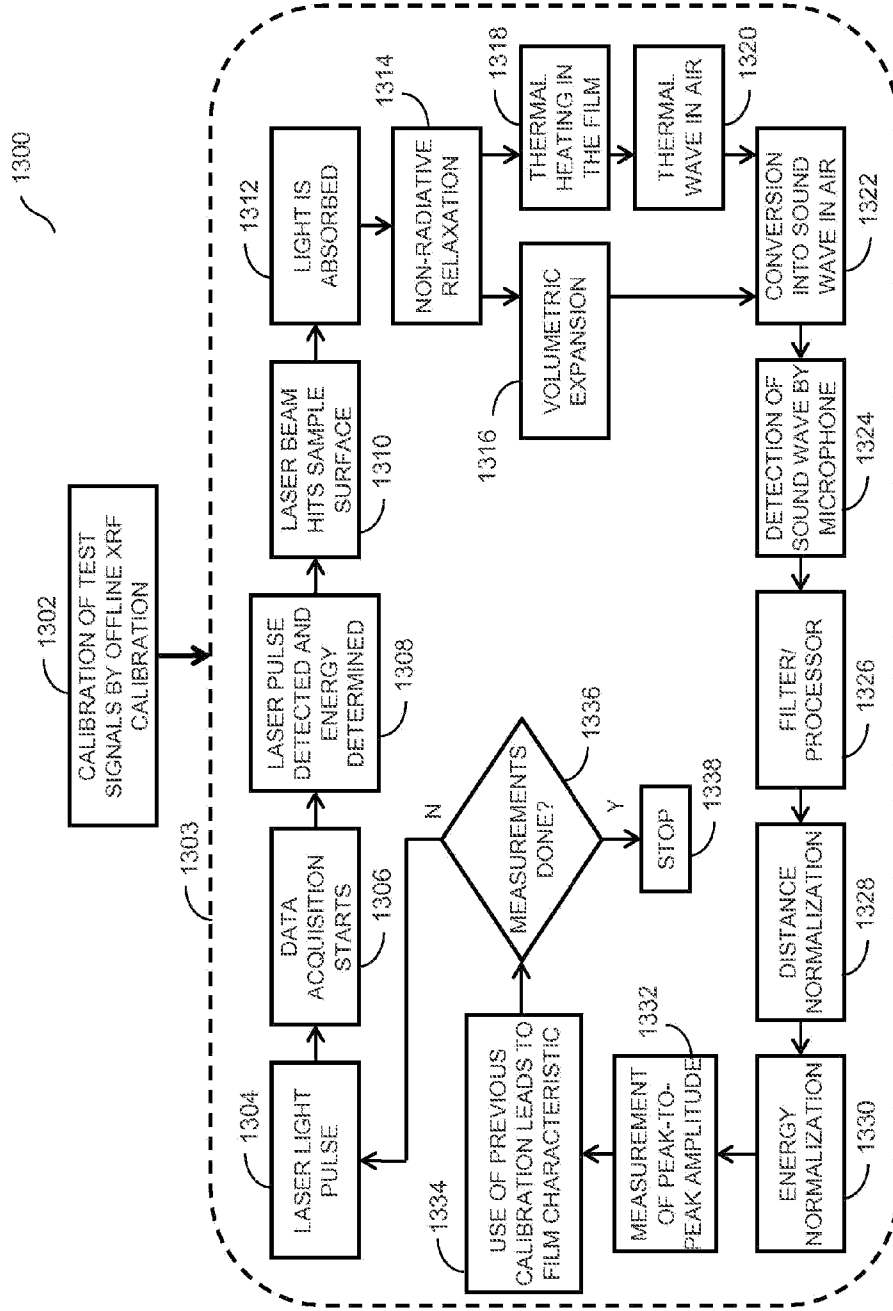 1300
1302
CALIBRATION OF TEST
SIGNALS BY OFFLINE XRF
CALIBRATION
1303
1304
LASER LIGHT
PULSE
DATA
ACQUISITION
STARTS
1306
LASER PULSE
DETECTED AND
ENERGY
DETERMINED
1308
LASER BEAM
HITS SAMPLE
SURFACE
1310
1312
LIGHT IS
ABSORBED
1314
NON-RADIATIVE
RELAXATION
1316
VOLUMETRIC
EXPANSION
1318
THERMAL
HEATING IN
THE FILM
1320
THERMAL
WAVE IN AIR
CONVERSION
INTO SOUND
WAVE IN AIR
1322
DETECTION OF
SOUND WAVE BY
MICROPHONE
1324
FILTER/
PROCESSOR
1326
DISTANCE
NORMALIZATION
1328
ENERGY
NORMALIZATION
1330
1332
MEASUREMENT
OF PEAK-TO-
PEAK AMPLITUDE
1334
USE OF PREVIOUS
CALIBRATION LEADS TO
FILM CHARACTERISTIC
MEASUREMENTS
DONE?
1336
N
Y
STOP
1338